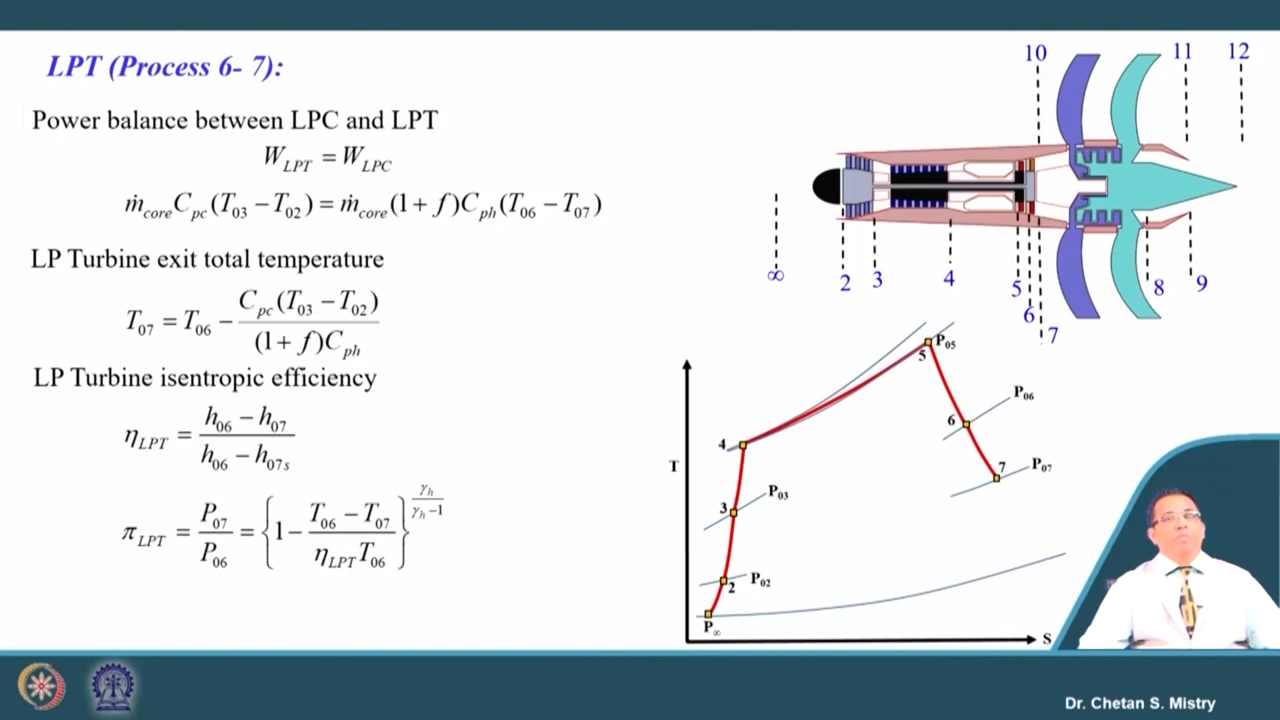 LPT (Process 6- 7):
Power balance between LPC and LPT
W_LPT = W_LPC
ṁ_core C_pc (T_03 − T_02) = ṁ_core (1 + f) C_ph (T_06 − T_07)
LP Turbine exit total temperature
T_07 = T_06 − C_pc (T_03 − T_02) / (1 + f) C_ph
LP Turbine isentropic efficiency
η_LPT = h_06 − h_07 / h_06 − h_07s
π_LPT = P_07 / P_06 = {1 − T_06 − T_07 / η_LPT T_06}^(γ_h / γ_h −1)
10 11 12
∞ 2 3 4 5 6 7 8 9
T
P_05
5
P_06
6
4
P_07
7
P_03
3
P_02
2
P_∞
S
Dr. Chetan S. Mistry